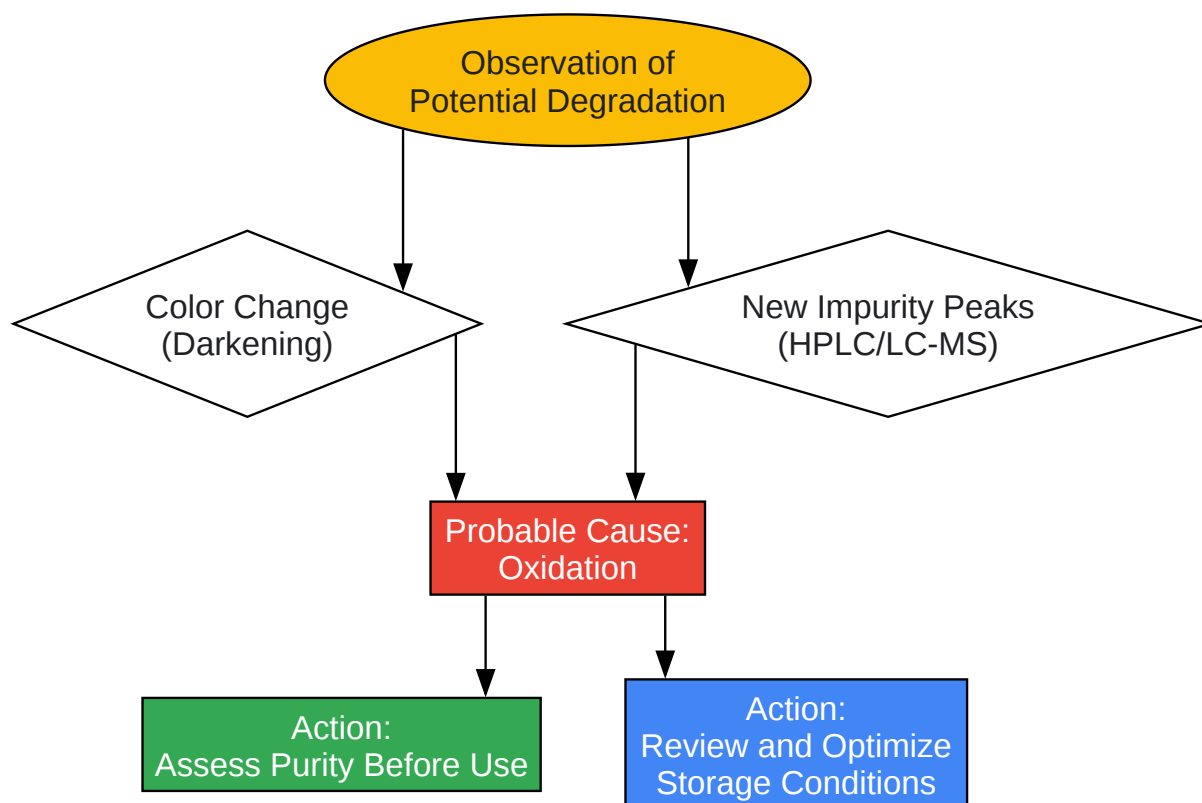 Observation of
Potential Degradation
Color Change
(Darkening)
New Impurity Peaks
(HPLC/LC-MS)
Probable Cause:
Oxidation
Action:
Assess Purity Before Use
Action:
Review and Optimize
Storage Conditions